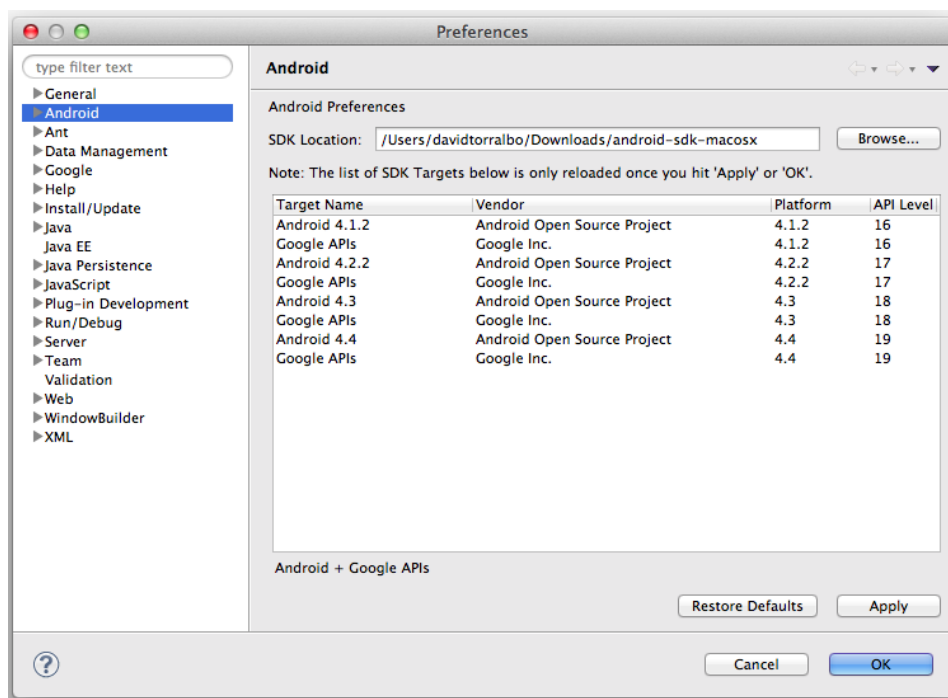 Preferences
type filter text
General
Android
Ant
Data Management
Google
Help
Install/Update
Java
Java EE
Java Persistence
JavaScript
Plug-in Development
Run/Debug
Server
Team
Validation
Web
WindowBuilder
XML
Android
Android Preferences
SDK Location: /Users/davidtorralbo/Downloads/android-sdk-macosx Browse...
Note: The list of SDK Targets below is only reloaded once you hit 'Apply' or 'OK'.
Target Name Vendor Platform API Level
Android 4.1.2 Android Open Source Project 4.1.2 16
Google APIs Google Inc. 4.1.2 16
Android 4.2.2 Android Open Source Project 4.2.2 17
Google APIs Google Inc. 4.2.2 17
Android 4.3 Android Open Source Project 4.3 18
Google APIs Google Inc. 4.3 18
Android 4.4 Android Open Source Project 4.4 19
Google APIs Google Inc. 4.4 19
Android + Google APIs
Restore Defaults Apply
? Cancel OK